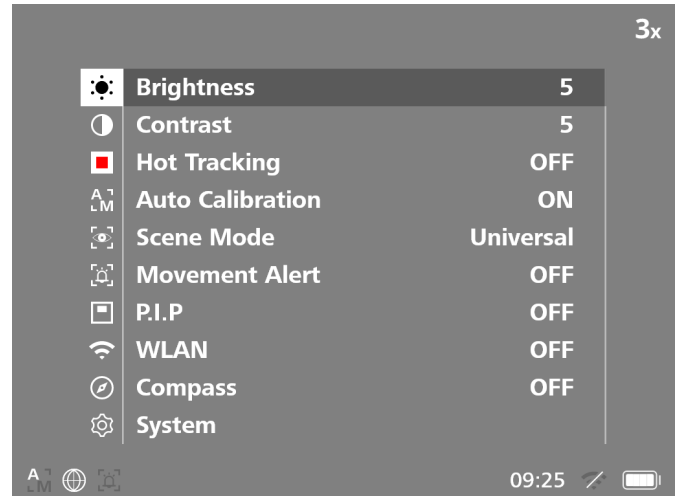 3x
Brightness 5
Contrast 5
Hot Tracking OFF
A M Auto Calibration ON
Scene Mode Universal
Movement Alert OFF
P.I.P OFF
WLAN OFF
Compass OFF
System
A M 09:25